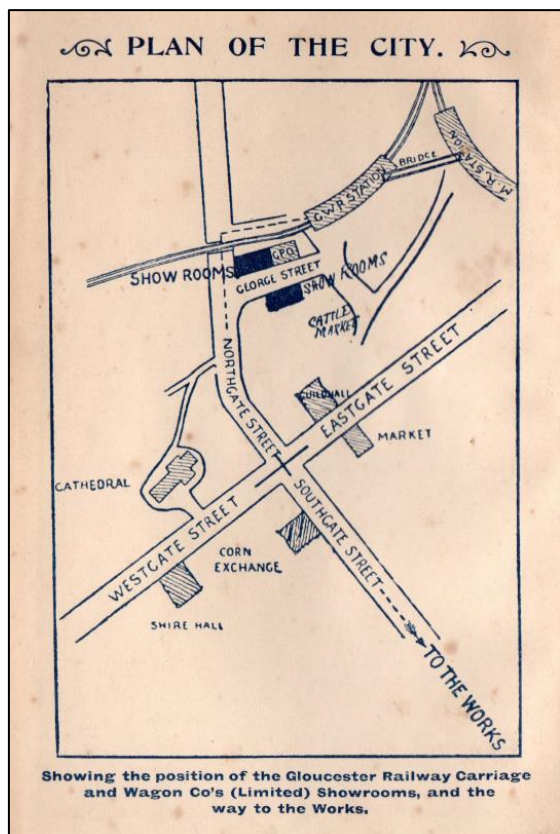 PLAN OF THE CITY.
M.R. STATION
BRIDGE
G.W.R STATION
SHOW ROOMS
G.P.O.
GEORGE STREET
SHOW ROOMS
CATTLE
MARKET
NORTHGATE STREET
GUILDHALL
EASTGATE STREET
MARKET
CATHEDRAL
WESTGATE STREET
SOUTHGATE STREET
CORN
EXCHANGE
SHIRE HALL
TO THE WORKS
Showing the position of the Gloucester Railway Carriage
and Wagon Co's (Limited) Showrooms, and the
way to the Works.